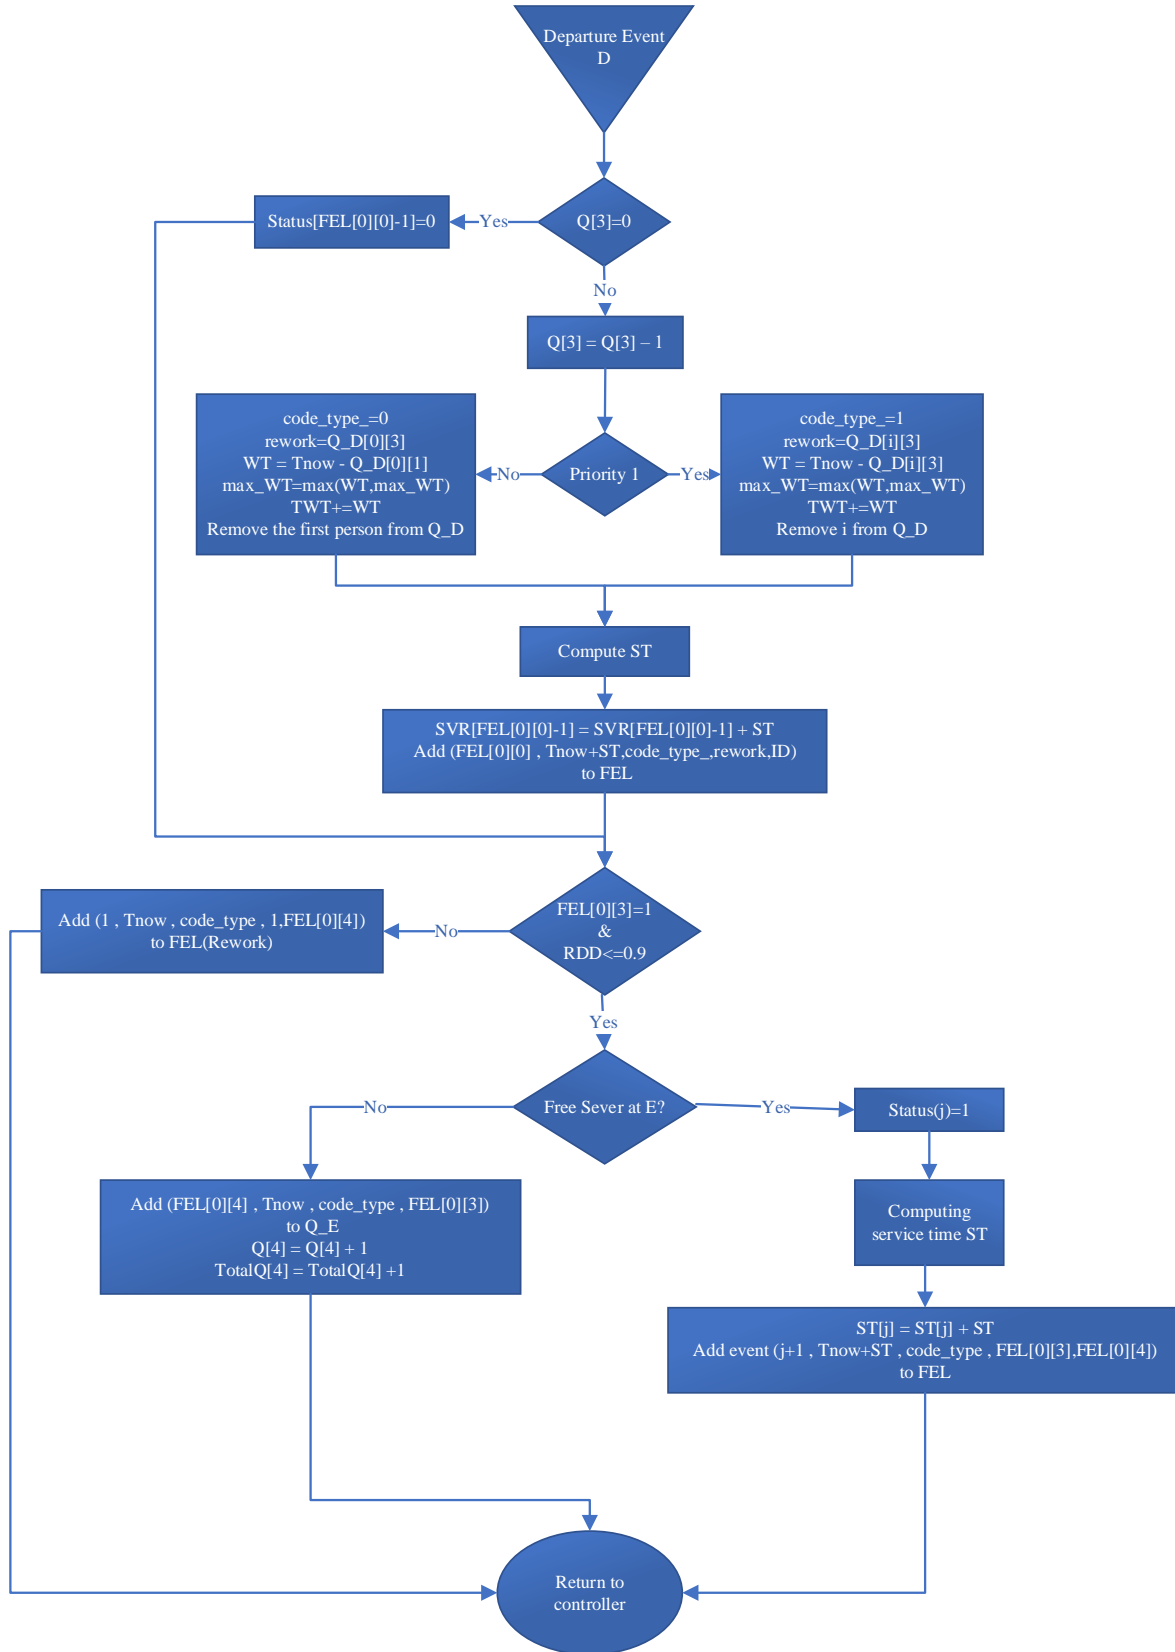 Departure Event
D
Status[FEL[0][0]-1]=0
Yes
Q[3]=0
No
Q[3] = Q[3] – 1
code_type_=0
rework=Q_D[0][3]
WT = Tnow - Q_D[0][1]
max_WT=max(WT,max_WT)
TWT+=WT
Remove the first person from Q_D
No
Priority 1
Yes
code_type_=1
rework=Q_D[i][3]
WT = Tnow - Q_D[i][3]
max_WT=max(WT,max_WT)
TWT+=WT
Remove i from Q_D
Compute ST
SVR[FEL[0][0]-1] = SVR[FEL[0][0]-1] + ST
Add (FEL[0][0] , Tnow+ST,code_type_,rework,ID)
to FEL
Add (1 , Tnow , code_type , 1,FEL[0][4])
to FEL(Rework)
No
FEL[0][3]=1
&
RDD<=0.9
Yes
No
Free Sever at E?
Yes
Status(j)=1
Add (FEL[0][4] , Tnow , code_type , FEL[0][3])
to Q_E
Q[4] = Q[4] + 1
TotalQ[4] = TotalQ[4] +1
Computing
service time ST
ST[j] = ST[j] + ST
Add event (j+1 , Tnow+ST , code_type , FEL[0][3],FEL[0][4])
to FEL
Return to
controller